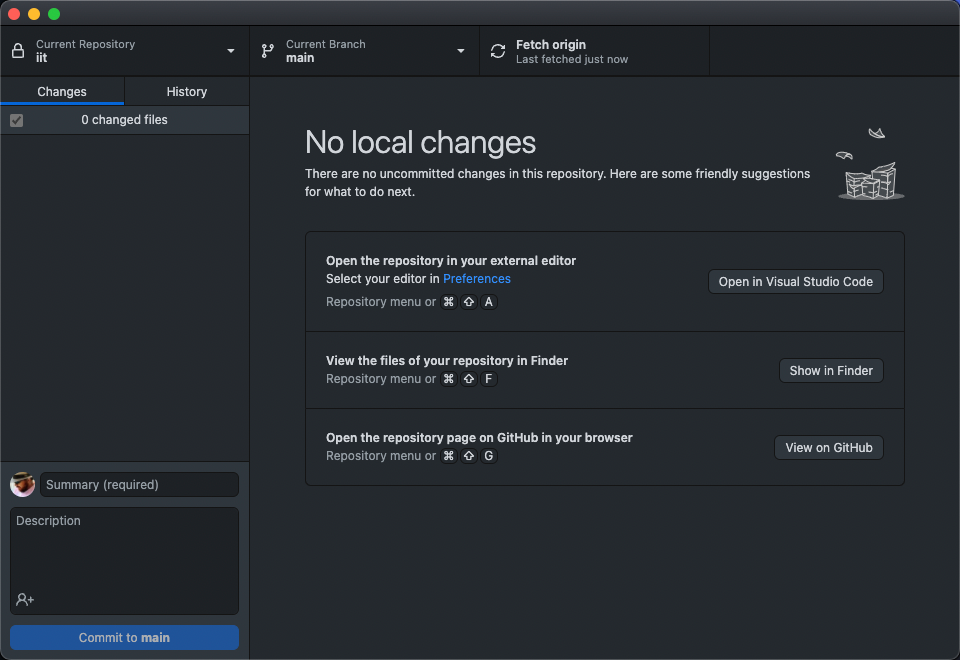 Current Repository
iit
Current Branch
main
Fetch origin
Last fetched just now
Changes
History
0 changed files
No local changes
There are no uncommitted changes in this repository. Here are some friendly suggestions
for what to do next.
Open the repository in your external editor
Select your editor in Preferences
Repository menu or ⌘ ⇧ A
Open in Visual Studio Code
View the files of your repository in Finder
Repository menu or ⌘ ⇧ F
Show in Finder
Open the repository page on GitHub in your browser
Repository menu or ⌘ ⇧ G
View on GitHub
Summary (required)
Description
Commit to main